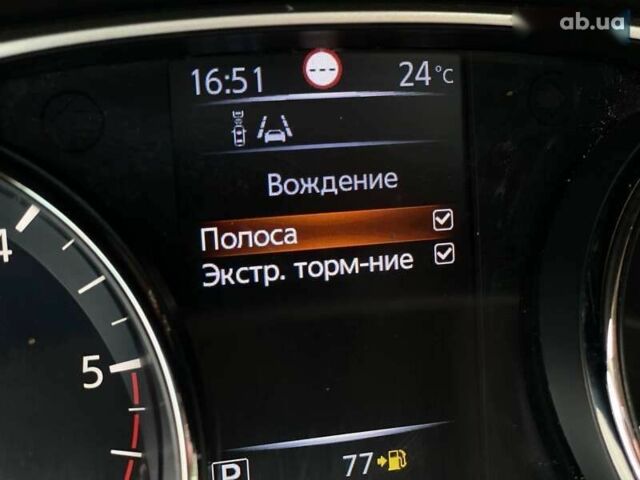 ab.ua
16:51 --- 24°C
Вождение
Полоса
Экстр. торм-ние
4
5
P 77